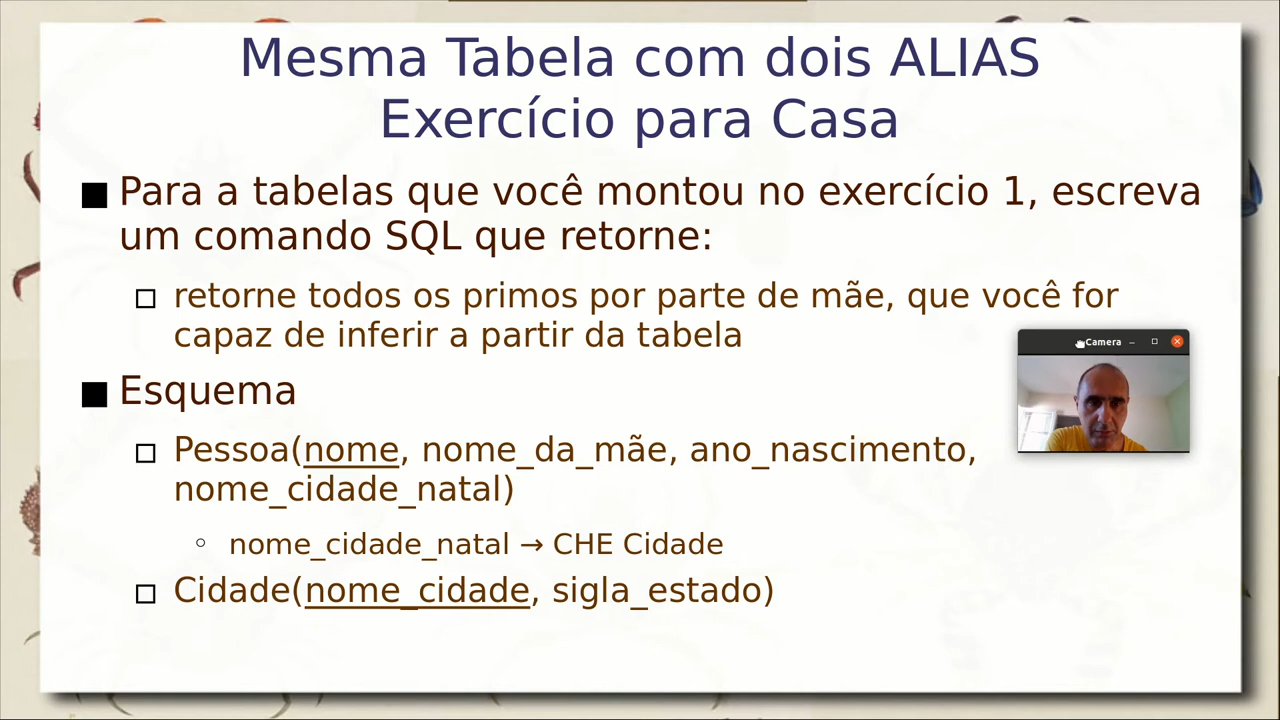 Mesma Tabela com dois ALIAS
Exercício para Casa
Para a tabelas que você montou no exercício 1, escreva
um comando SQL que retorne:
retorne todos os primos por parte de mãe, que você for
capaz de inferir a partir da tabela
Camera
Esquema
Pessoa(nome, nome_da_mãe, ano_nascimento,
nome_cidade_natal)
nome_cidade_natal → CHE Cidade
Cidade(nome_cidade, sigla_estado)